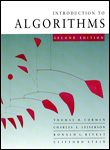 INTRODUCTION TO
ALGORITHMS
SECOND EDITION
THOMAS H. CORMEN
CHARLES E. LEISERSON
RONALD L. RIVEST
CLIFFORD STEIN